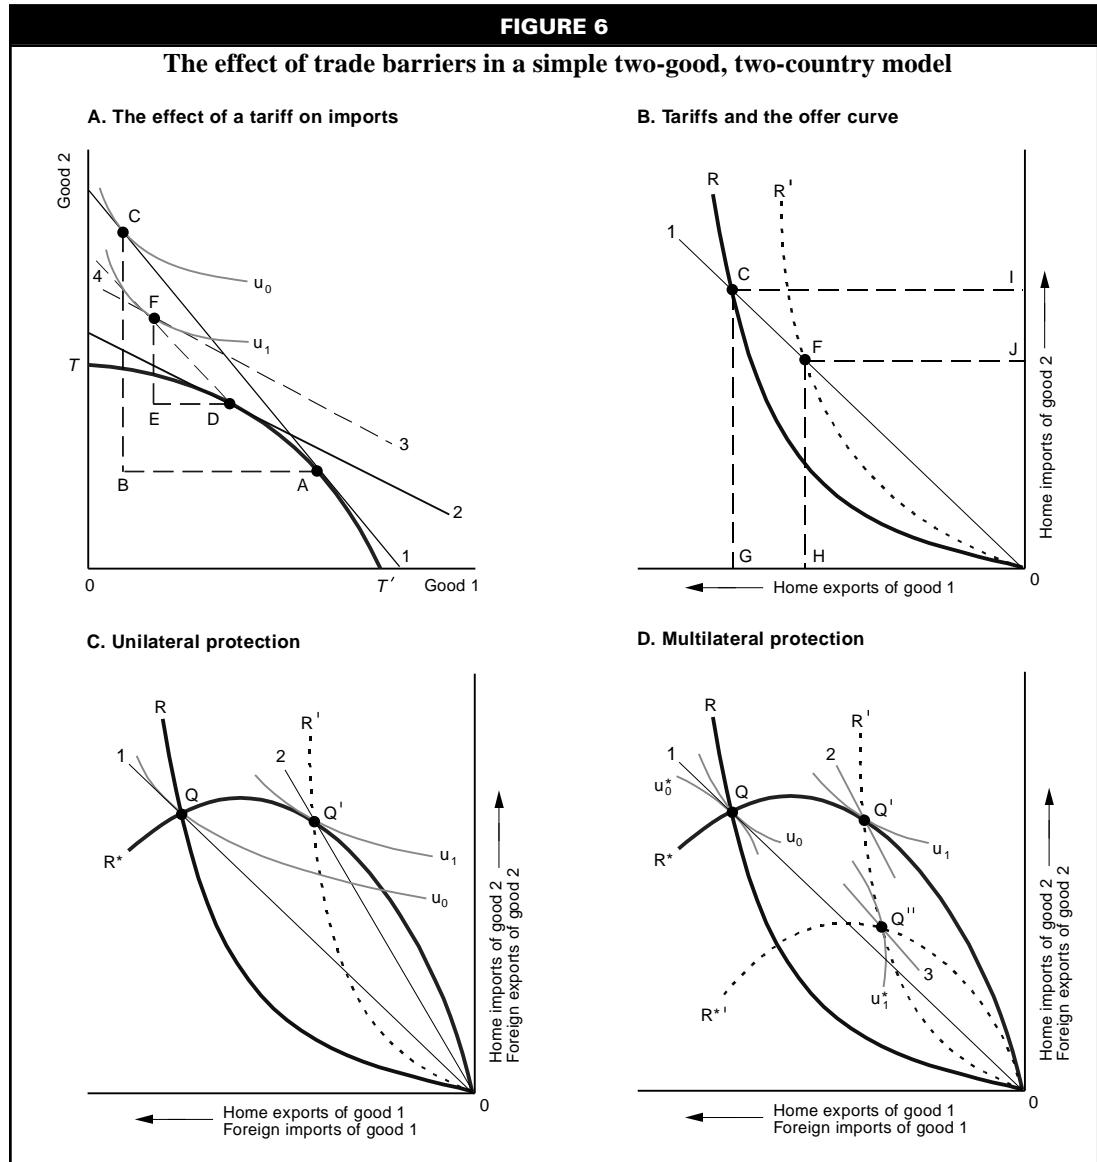 FIGURE 6
The effect of trade barriers in a simple two-good, two-country model
A. The effect of a tariff on imports
Good 2
C
u0
4
F
u1
T
E
D
3
B
A
2
1
0
T'
Good 1
B. Tariffs and the offer curve
R
R'
1
C
I
F
J
G
H
0
Home imports of good 2
Home exports of good 1
C. Unilateral protection
R
R'
1
2
Q
Q'
R*
u1
u0
Home imports of good 2
Foreign exports of good 2
0
Home exports of good 1
Foreign imports of good 1
D. Multilateral protection
R
R'
1
2
u0*
Q
Q'
u0
u1
R*
Q''
3
u1*
R*'
Home imports of good 2
Foreign exports of good 2
0
Home exports of good 1
Foreign imports of good 1